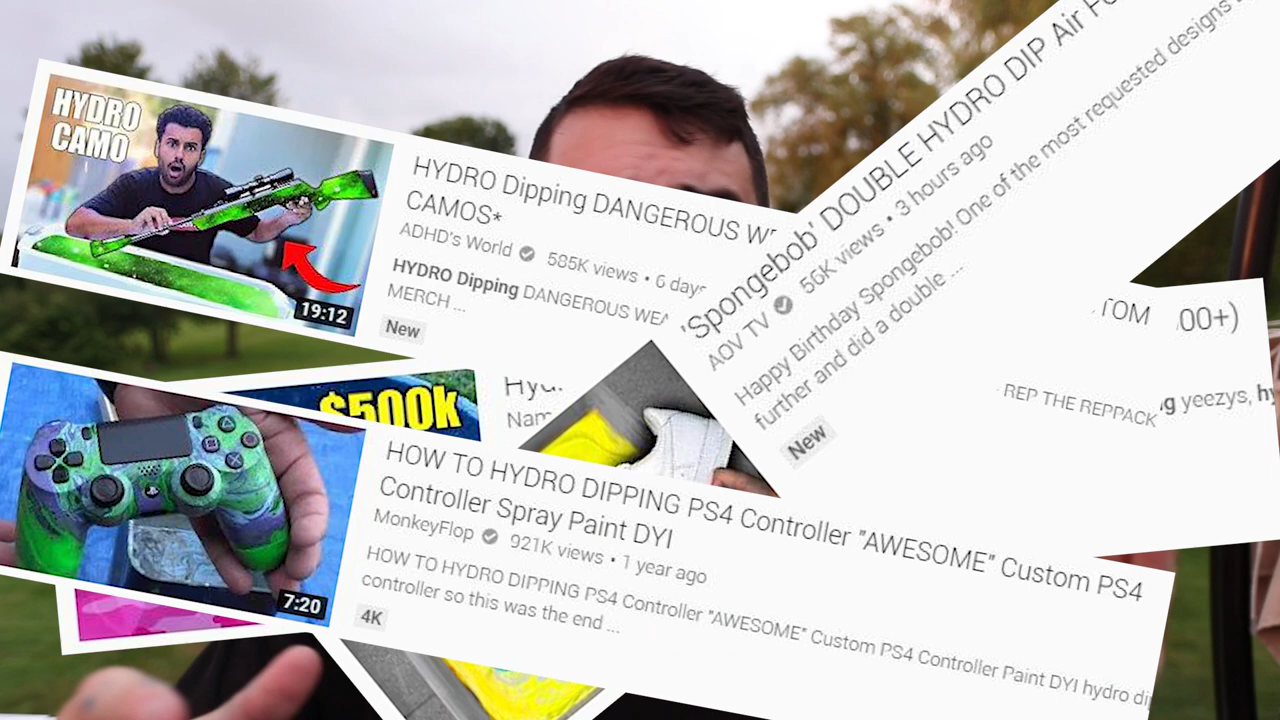 HYDRO
CAMO
19:12
HYDRO Dipping DANGEROUS
CAMOS*
ADHD's World 585K views • 6 days
HYDRO Dipping DANGEROUS
MERCH ...
New
'Spongebob' DOUBLE HYDRO DIP Air
AOV TV 56K views • 3 hours ago
Happy Birthday Spongebob! One of the most requested designs
further and did a double ...
New
00+)
REP THE REPPACK
yeezys,
$500k
7:20
HOW TO HYDRO DIPPING PS4 Controller "AWESOME" Custom PS4
Controller Spray Paint DYI
MonkeyFlop 921K views • 1 year ago
HOW TO HYDRO DIPPING PS4 Controller "AWESOME" Custom PS4 Controller Paint DYI hydro
controller so this was the end ...
4K